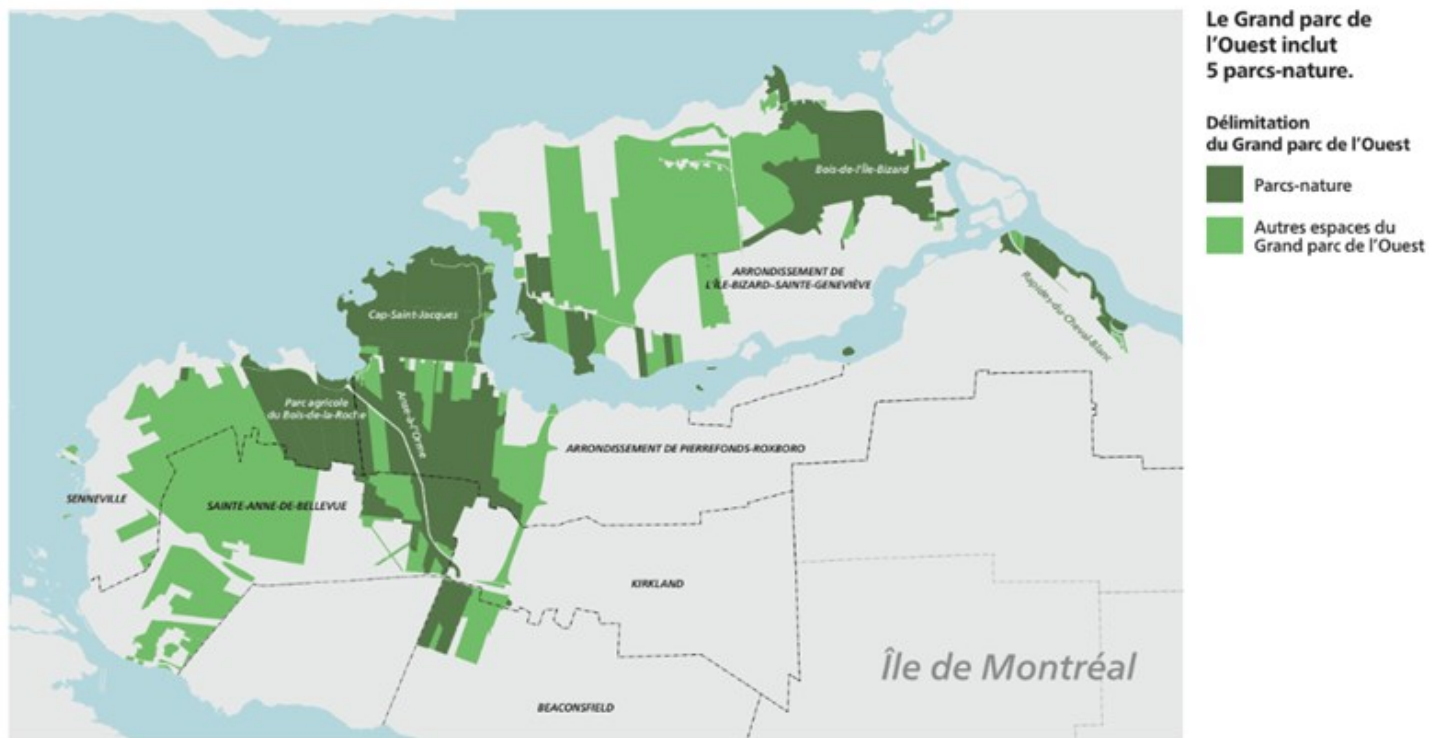 Le Grand parc de
l'Ouest inclut
5 parcs-nature.
Délimitation
du Grand parc de l'Ouest
Parcs-nature
Autres espaces du
Grand parc de l'Ouest
Bois-de-l'Île-Bizard
ARRONDISSEMENT DE
L'ÎLE-BIZARD–SAINTE-GENEVIÈVE
Rapides-du-Cheval-Blanc
Cap-Saint-Jacques
Parc agricole
du Bois-de-la-Roche
Anse-à-l'Orme
ARRONDISSEMENT DE PIERREFONDS-ROXBORO
SENNEVILLE
SAINTE-ANNE-DE-BELLEVUE
KIRKLAND
Île de Montréal
BEACONSFIELD